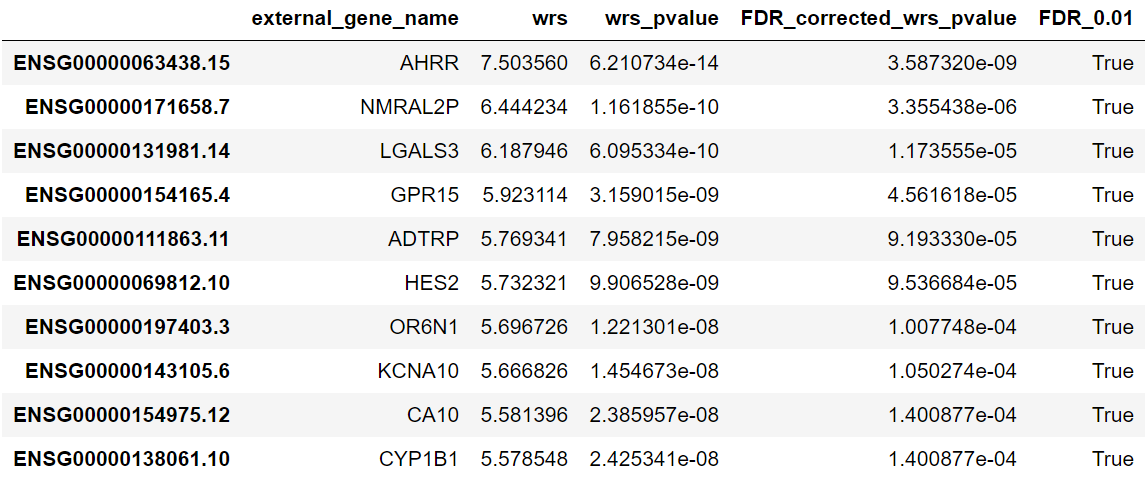 external_gene_name wrs wrs_pvalue FDR_corrected_wrs_pvalue FDR_0.01
ENSG00000063438.15 AHRR 7.503560 6.210734e-14 3.587320e-09 True
ENSG00000171658.7 NMRAL2P 6.444234 1.161855e-10 3.355438e-06 True
ENSG00000131981.14 LGALS3 6.187946 6.095334e-10 1.173555e-05 True
ENSG00000154165.4 GPR15 5.923114 3.159015e-09 4.561618e-05 True
ENSG00000111863.11 ADTRP 5.769341 7.958215e-09 9.193330e-05 True
ENSG00000069812.10 HES2 5.732321 9.906528e-09 9.536684e-05 True
ENSG00000197403.3 OR6N1 5.696726 1.221301e-08 1.007748e-04 True
ENSG00000143105.6 KCNA10 5.666826 1.454673e-08 1.050274e-04 True
ENSG00000154975.12 CA10 5.581396 2.385957e-08 1.400877e-04 True
ENSG00000138061.10 CYP1B1 5.578548 2.425341e-08 1.400877e-04 True